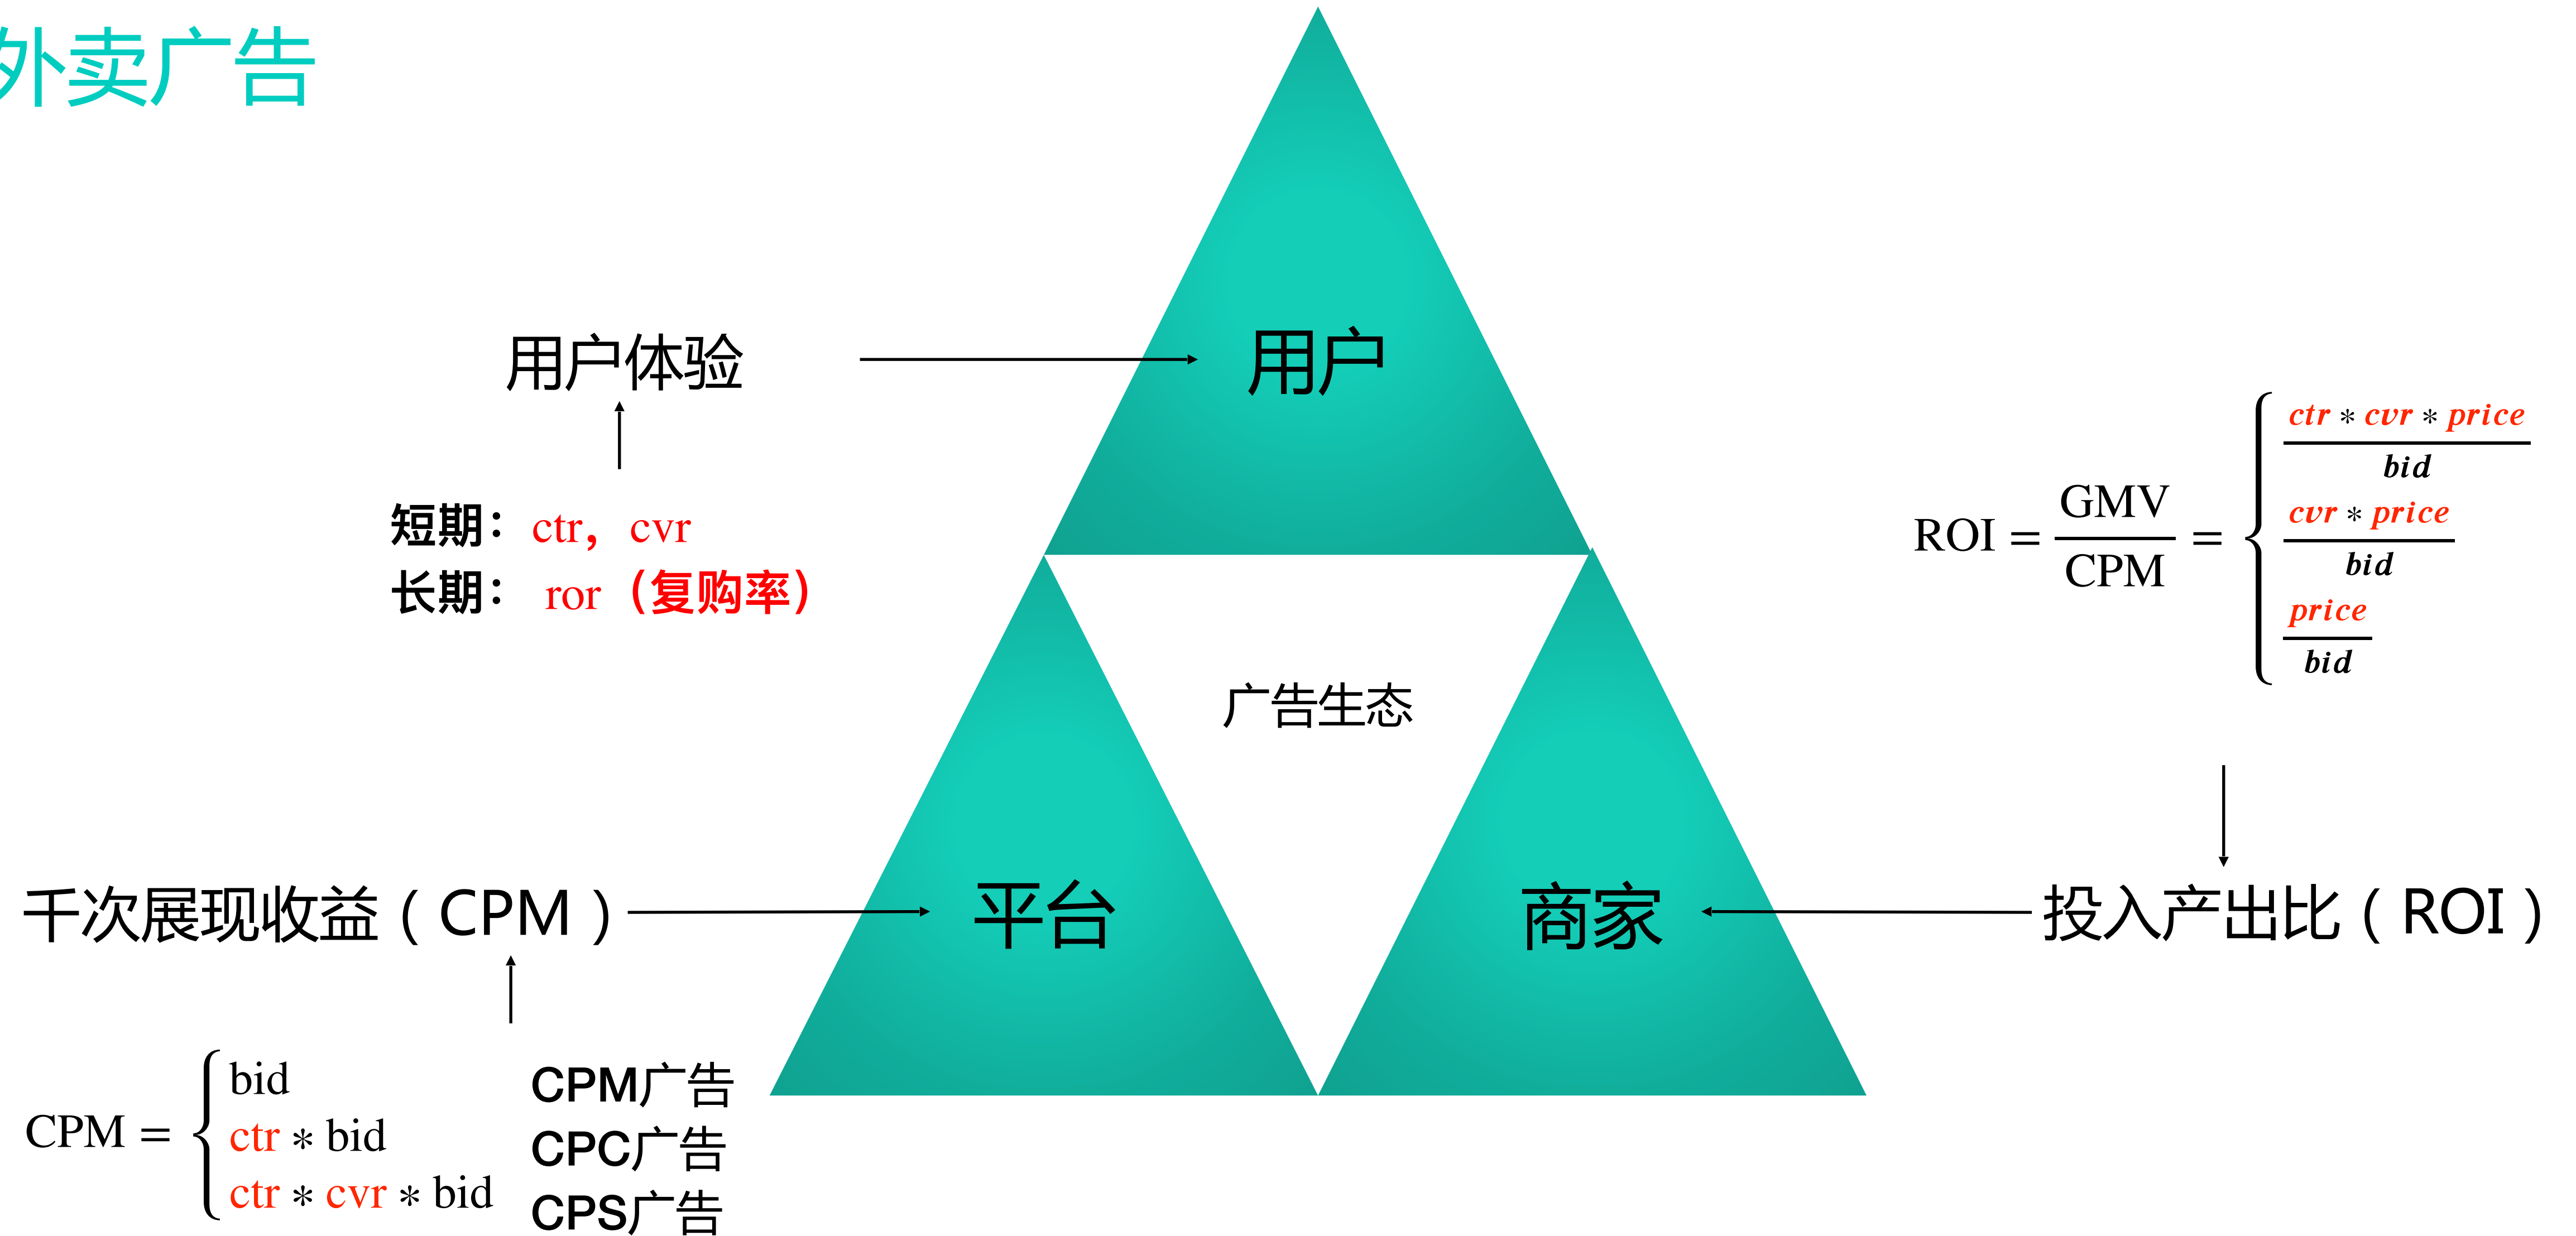 外卖广告
用户体验
用户
短期：ctr，cvr
长期： ror（复购率）
ROI = GMV / CPM = { ctr * cvr * price / bid
cvr * price / bid
price / bid
广告生态
千次展现收益（CPM）
平台
商家
投入产出比（ROI）
CPM = { bid CPM广告
ctr * bid CPC广告
ctr * cvr * bid CPS广告